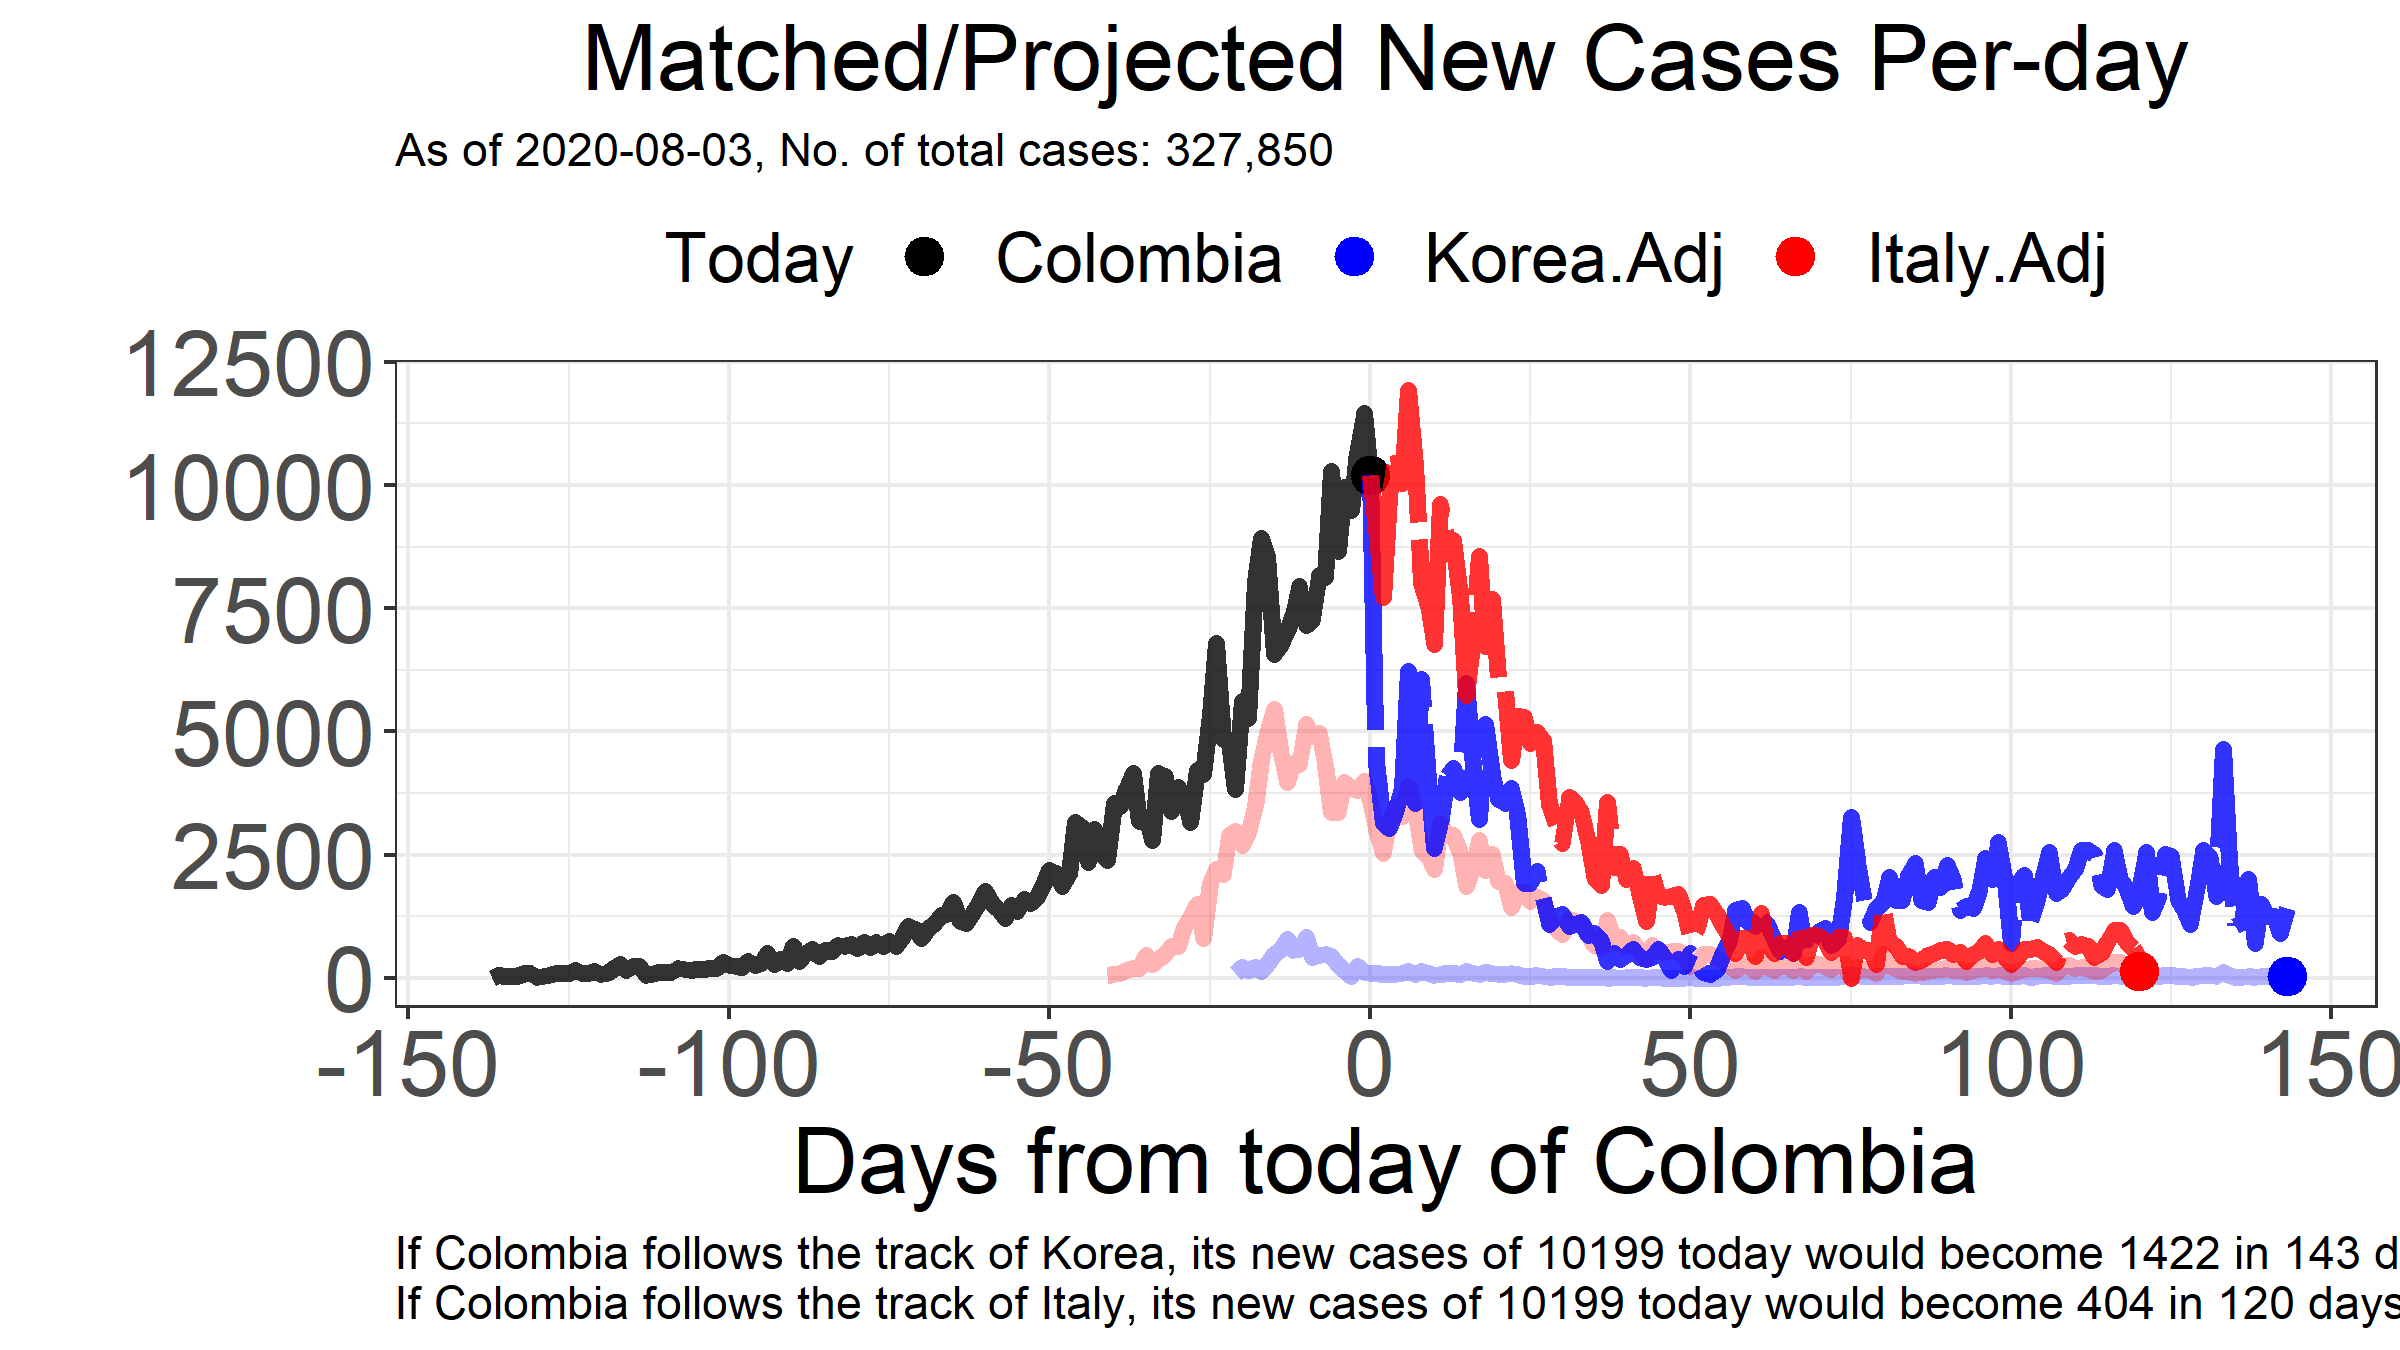 Matched/Projected New Cases Per-day
As of 2020-08-03, No. of total cases: 327,850
Today Colombia Korea.Adj Italy.Adj
12500
10000
7500
5000
2500
0
-150 -100 -50 0 50 100 150
Days from today of Colombia
If Colombia follows the track of Korea, its new cases of 10199 today would become 1422 in 143 d
If Colombia follows the track of Italy, its new cases of 10199 today would become 404 in 120 days